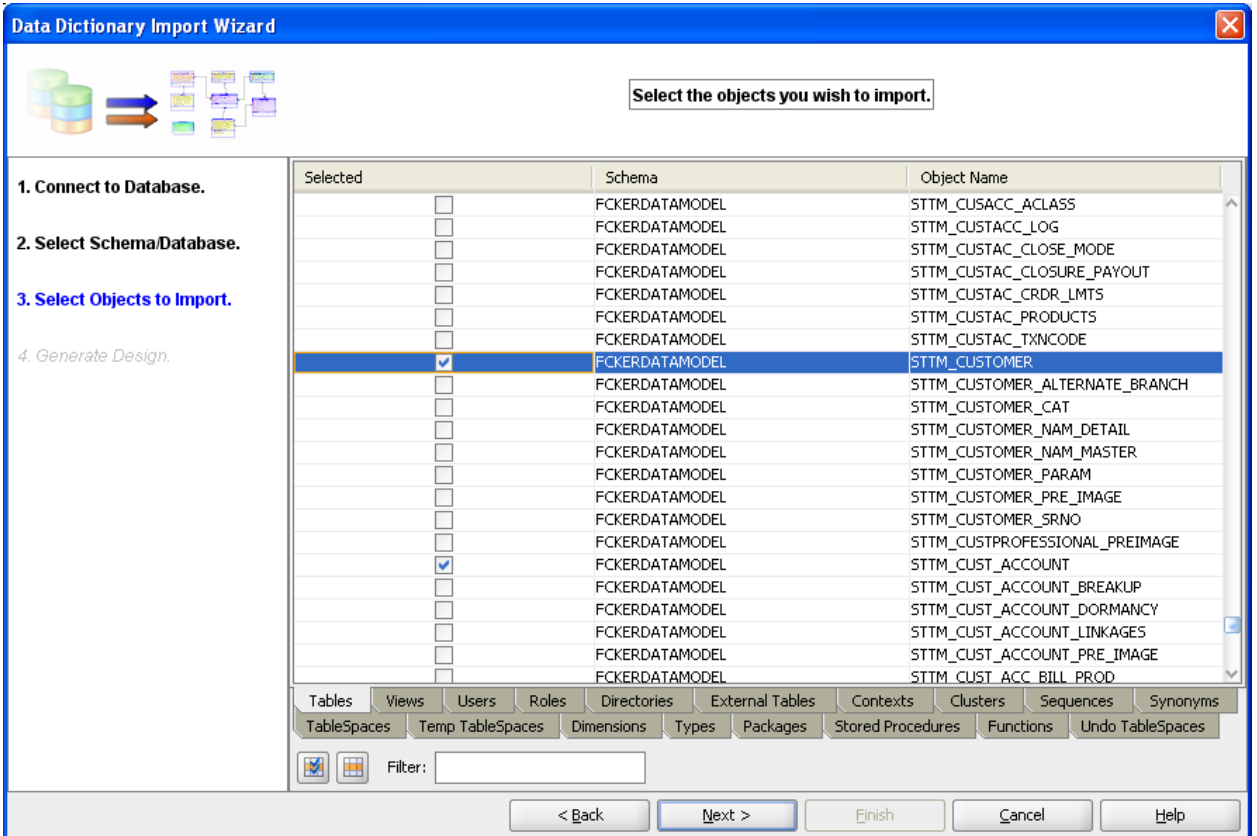 Data Dictionary Import Wizard
Select the objects you wish to import.
1. Connect to Database.
2. Select Schema/Database.
3. Select Objects to Import.
4. Generate Design.
Selected Schema Object Name
FCKERDATAMODEL STTM_CUSACC_ACLASS
FCKERDATAMODEL STTM_CUSTACC_LOG
FCKERDATAMODEL STTM_CUSTAC_CLOSE_MODE
FCKERDATAMODEL STTM_CUSTAC_CLOSURE_PAYOUT
FCKERDATAMODEL STTM_CUSTAC_CRDR_LMTS
FCKERDATAMODEL STTM_CUSTAC_PRODUCTS
FCKERDATAMODEL STTM_CUSTAC_TXNCODE
FCKERDATAMODEL STTM_CUSTOMER
FCKERDATAMODEL STTM_CUSTOMER_ALTERNATE_BRANCH
FCKERDATAMODEL STTM_CUSTOMER_CAT
FCKERDATAMODEL STTM_CUSTOMER_NAM_DETAIL
FCKERDATAMODEL STTM_CUSTOMER_NAM_MASTER
FCKERDATAMODEL STTM_CUSTOMER_PARAM
FCKERDATAMODEL STTM_CUSTOMER_PRE_IMAGE
FCKERDATAMODEL STTM_CUSTOMER_SRNO
FCKERDATAMODEL STTM_CUSTPROFESSIONAL_PREIMAGE
FCKERDATAMODEL STTM_CUST_ACCOUNT
FCKERDATAMODEL STTM_CUST_ACCOUNT_BREAKUP
FCKERDATAMODEL STTM_CUST_ACCOUNT_DORMANCY
FCKERDATAMODEL STTM_CUST_ACCOUNT_LINKAGES
FCKERDATAMODEL STTM_CUST_ACCOUNT_PRE_IMAGE
FCKERDATAMODEL STTM_CUST_ACC_BILL_PROD
Tables Views Users Roles Directories External Tables Contexts Clusters Sequences Synonyms
TableSpaces Temp TableSpaces Dimensions Types Packages Stored Procedures Functions Undo TableSpaces
Filter:
< Back Next > Finish Cancel Help